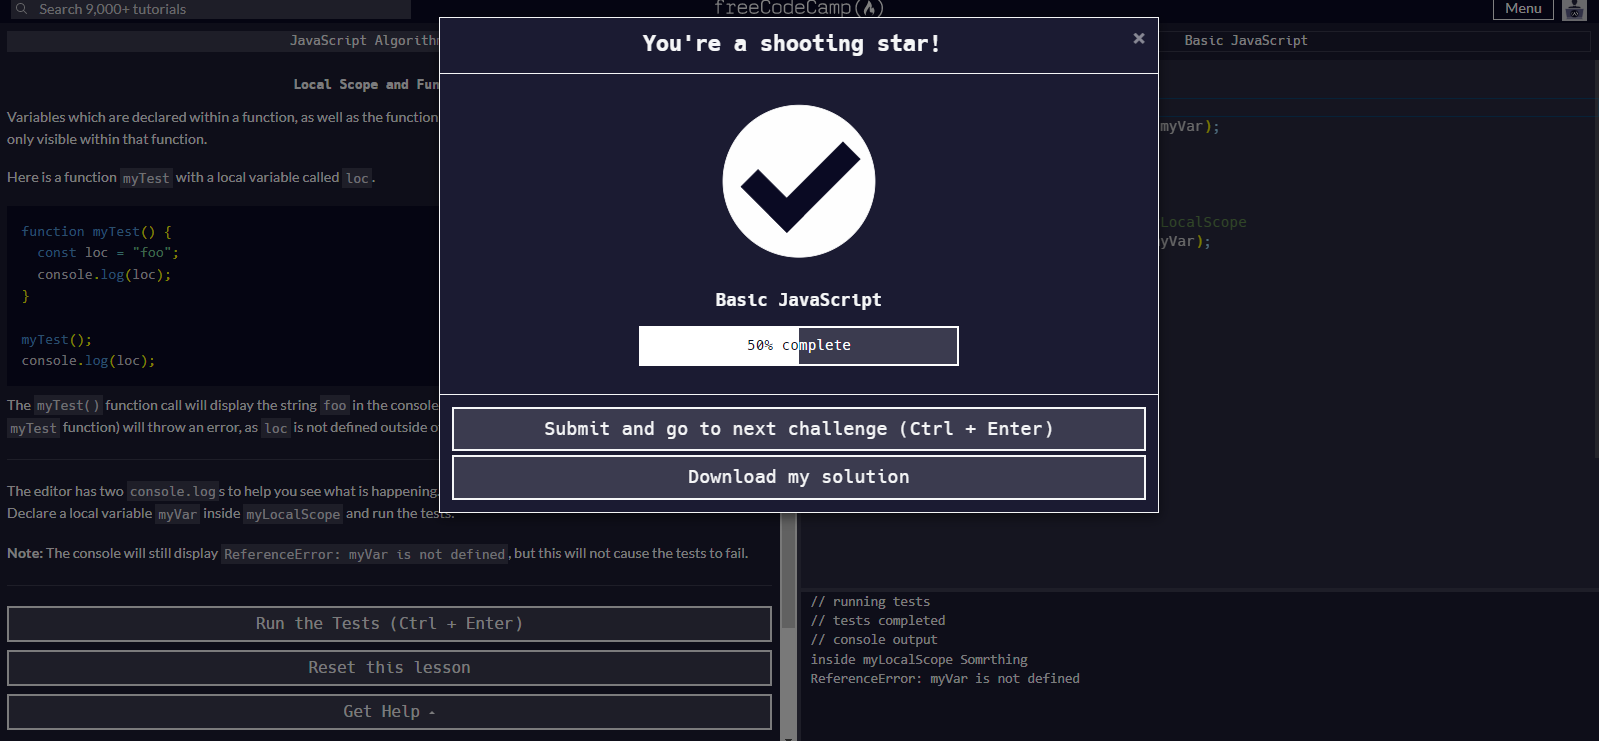 Search 9,000+ tutorials
freeCodeCamp
Menu
JavaScript Algorithm
Basic JavaScript
Local Scope and Fun
Variables which are declared within a function, as well as the function
only visible within that function.
Here is a function myTest with a local variable called loc.
function myTest() {
const loc = "foo";
console.log(loc);
}
myTest();
console.log(loc);
The myTest() function call will display the string foo in the console
myTest function) will throw an error, as loc is not defined outside o
The editor has two console.logs to help you see what is happening.
Declare a local variable myVar inside myLocalScope and run the tests.
Note: The console will still display ReferenceError: myVar is not defined, but this will not cause the tests to fail.
Run the Tests (Ctrl + Enter)
Reset this lesson
Get Help
You're a shooting star!
×
Basic JavaScript
50% complete
Submit and go to next challenge (Ctrl + Enter)
Download my solution
myVar);
LocalScope
yVar);
// running tests
// tests completed
// console output
inside myLocalScope Somrthing
ReferenceError: myVar is not defined